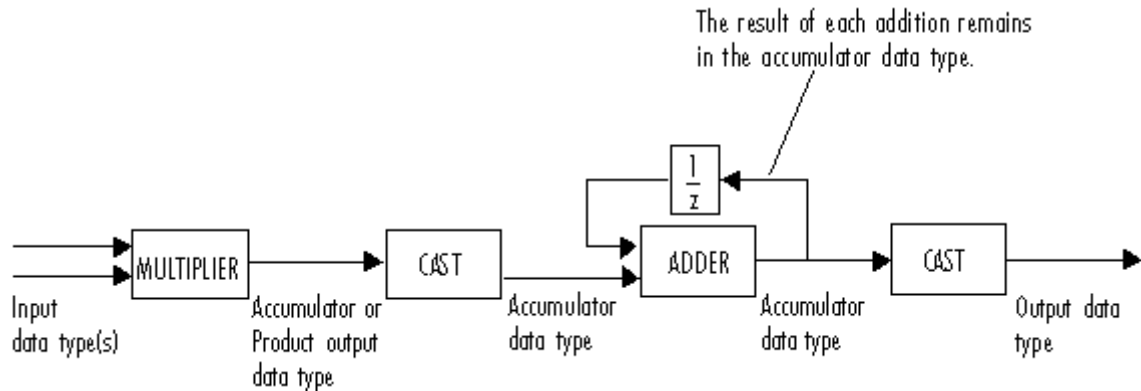 The result of each addition remains
in the accumulator data type.
1
z
MULTIPLIER
CAST
ADDER
CAST
Input
data type(s)
Accumulator or
Product output
data type
Accumulator
data type
Accumulator
data type
Output data
type